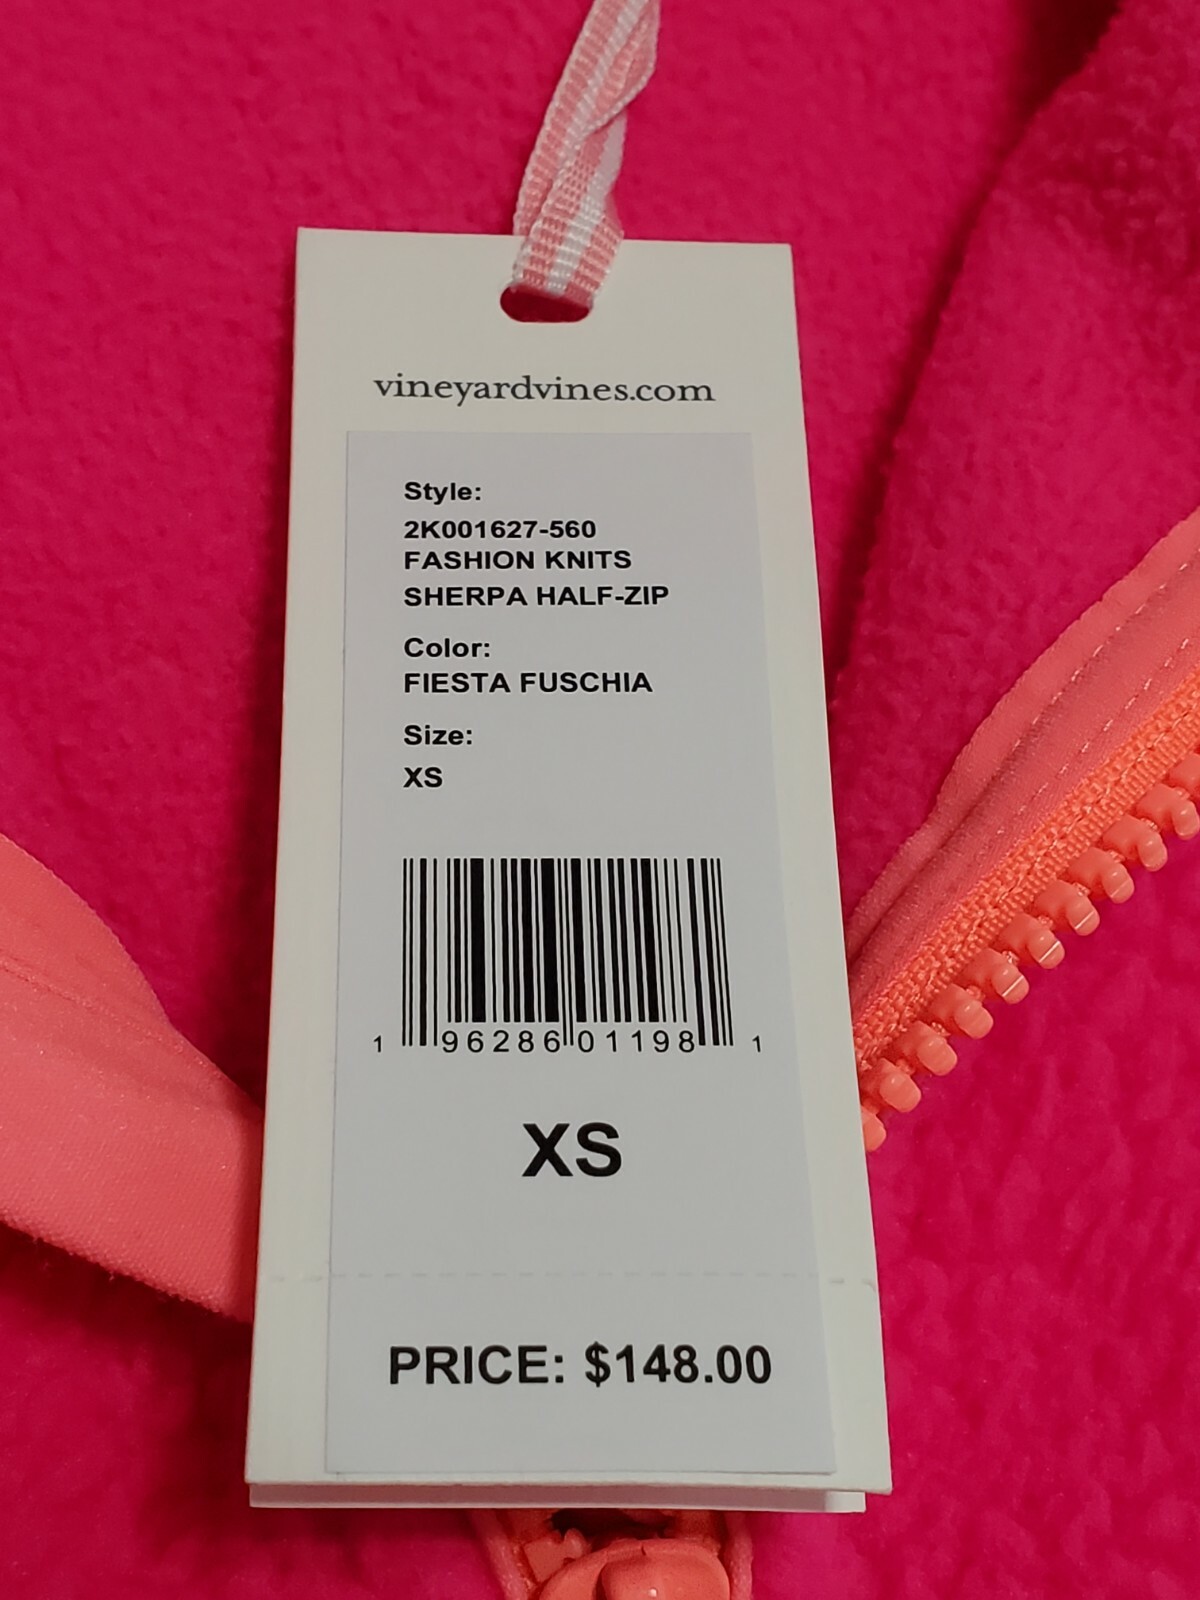 vineyardvines.com
Style:
2K001627-560
FASHION KNITS
SHERPA HALF-ZIP
Color:
FIESTA FUSCHIA
Size:
XS
1 96286 01198 1
XS
PRICE: $148.00